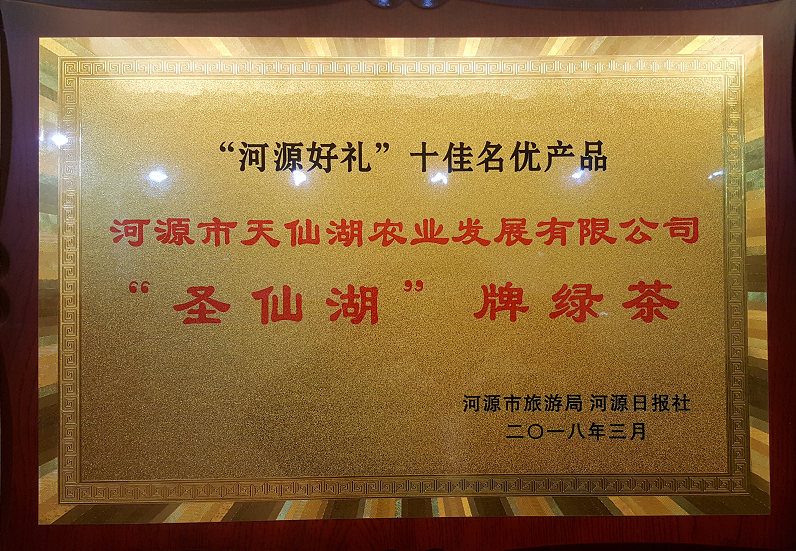 “河源好礼”十佳名优产品
河源市天仙湖农业发展有限公司
“圣仙湖”牌绿茶
河源市旅游局 河源日报社
二〇一八年三月